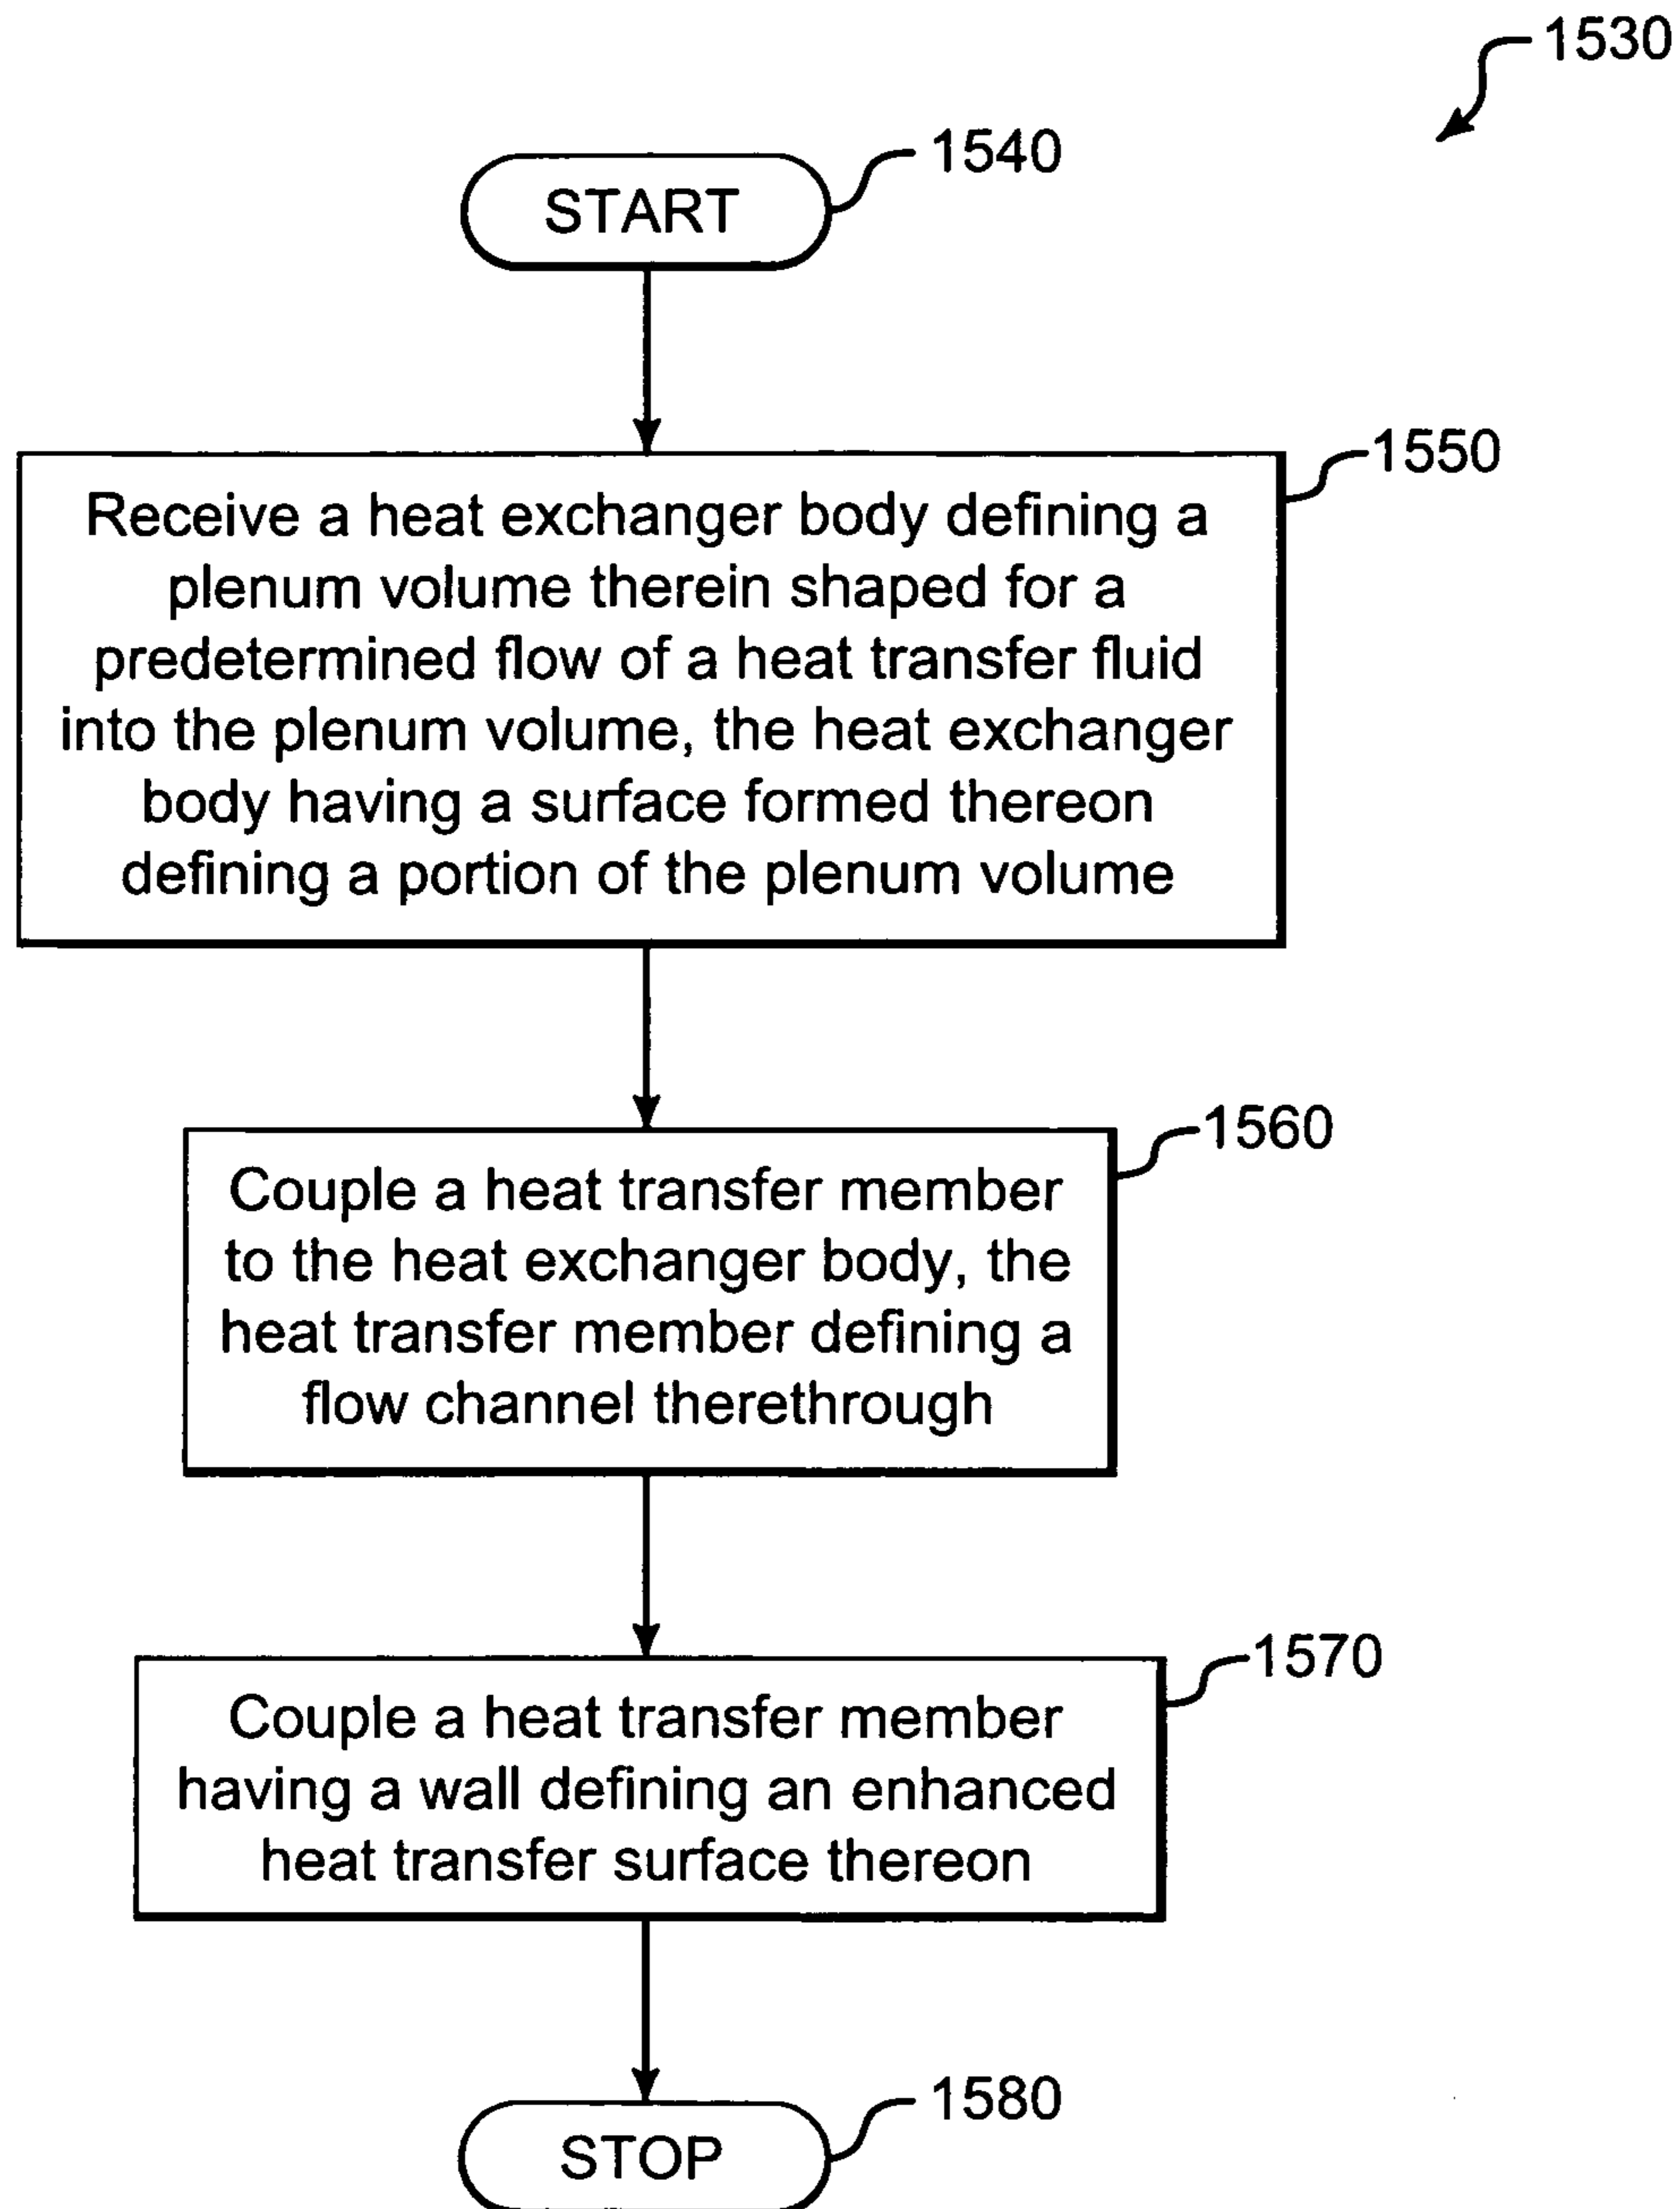 1530
1540
START
1550
Receive a heat exchanger body defining a
plenum volume therein shaped for a
predetermined flow of a heat transfer fluid
into the plenum volume, the heat exchanger
body having a surface formed thereon
defining a portion of the plenum volume
1560
Couple a heat transfer member
to the heat exchanger body, the
heat transfer member defining a
flow channel therethrough
1570
Couple a heat transfer member
having a wall defining an enhanced
heat transfer surface thereon
1580
STOP